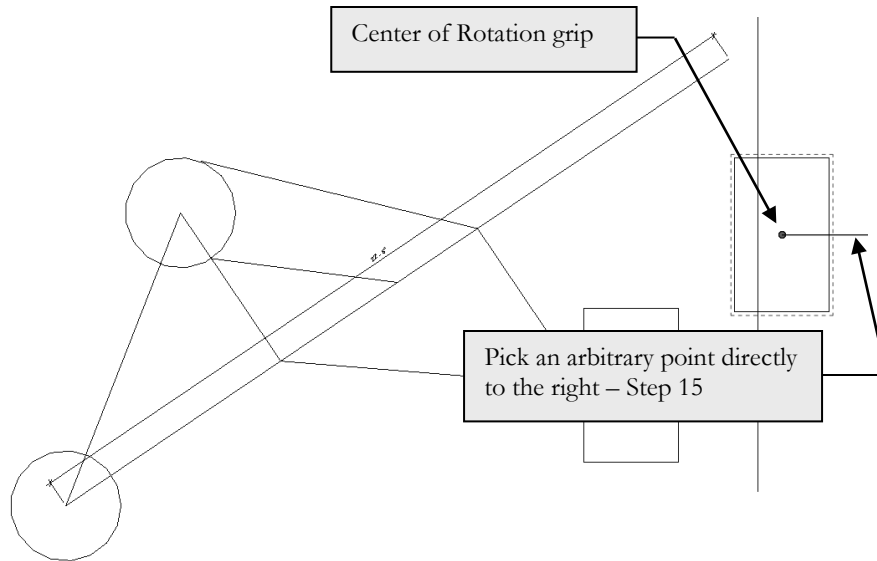 Center of Rotation grip
Pick an arbitrary point directly
to the right – Step 15